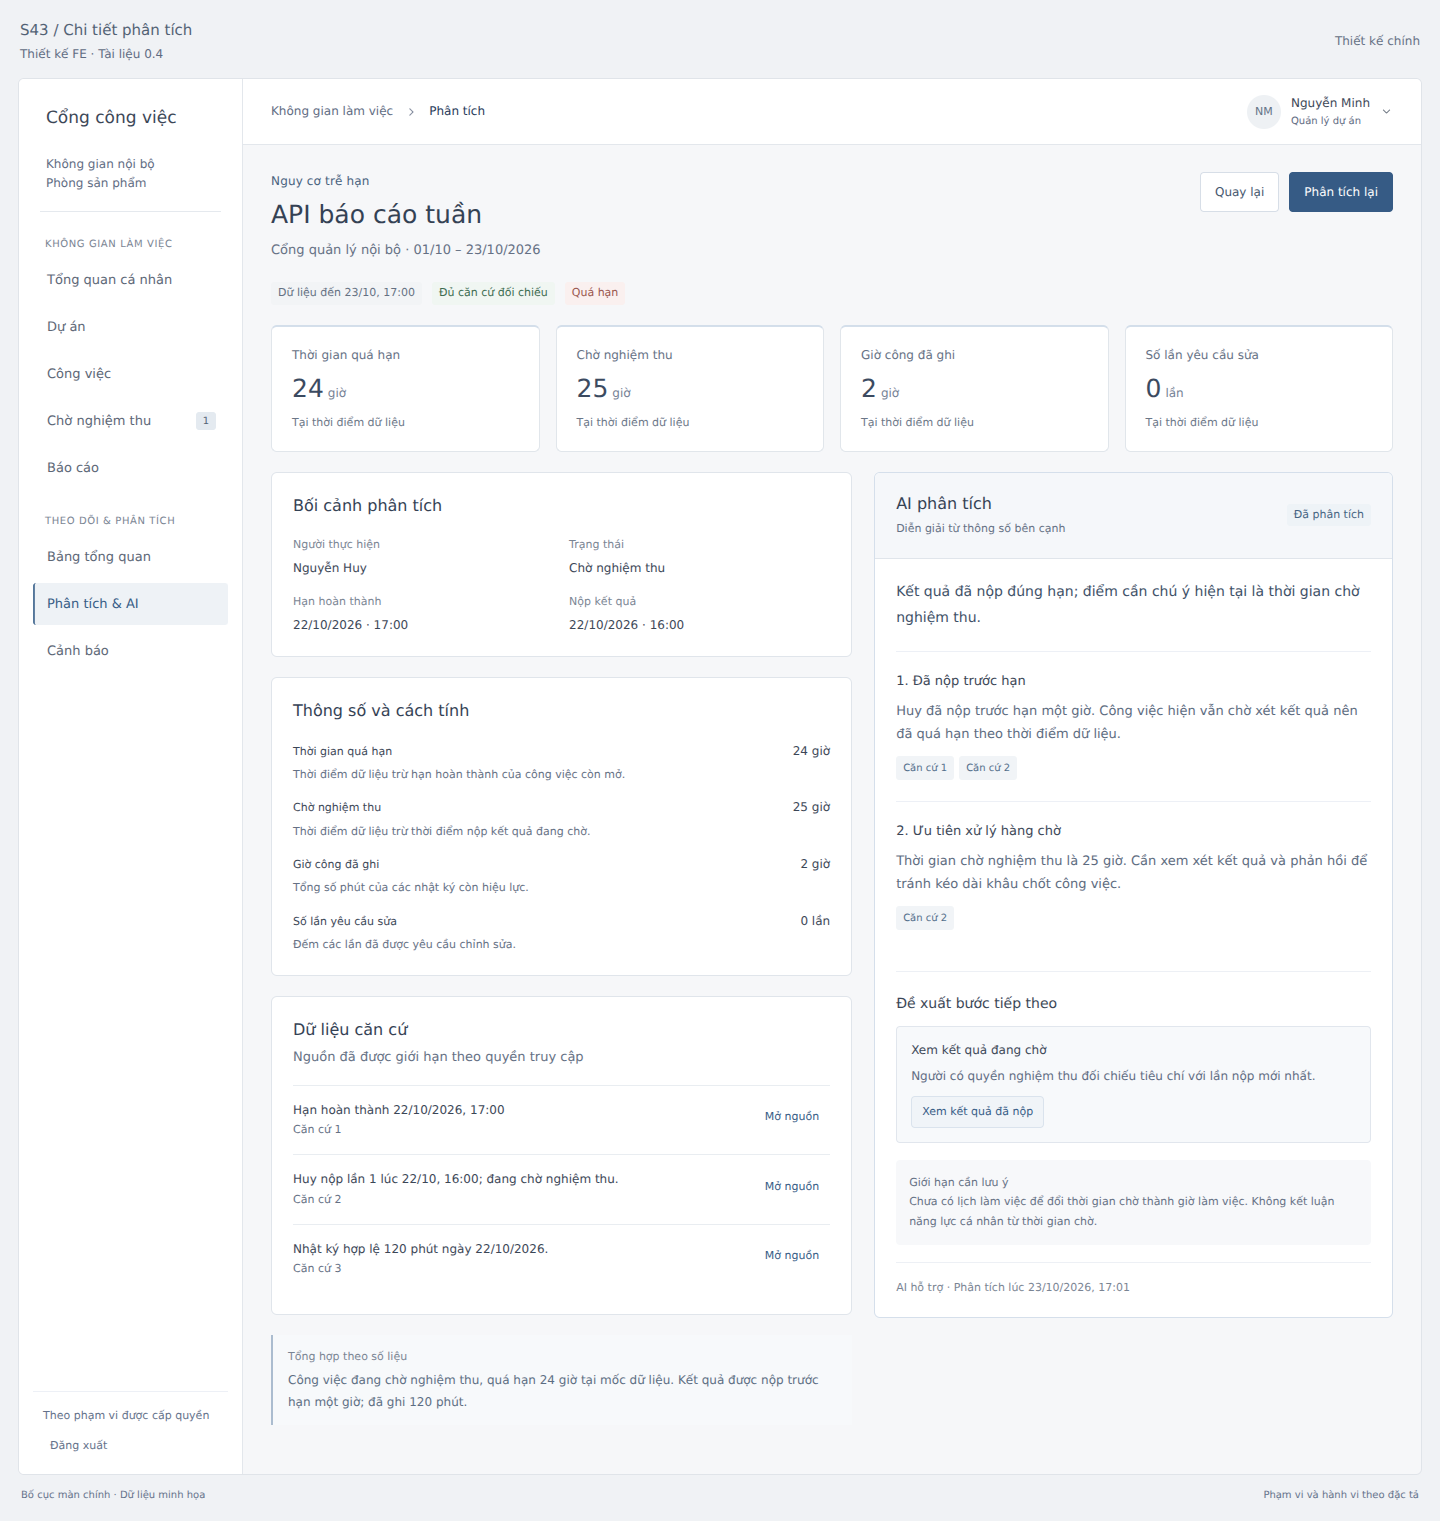 S43 / Chi tiết phân tích
Thiết kế FE · Tài liệu 0.4
Thiết kế chính
Cổng công việc
Không gian nội bộ
Phòng sản phẩm
KHÔNG GIAN LÀM VIỆC
Tổng quan cá nhân
Dự án
Công việc
Chờ nghiệm thu
1
Báo cáo
THEO DÕI & PHÂN TÍCH
Bảng tổng quan
Phân tích & AI
Cảnh báo
Theo phạm vi được cấp quyền
Đăng xuất
Không gian làm việc
Phân tích
NM
Nguyễn Minh
Quản lý dự án
Nguy cơ trễ hạn
API báo cáo tuần
Cổng quản lý nội bộ · 01/10 – 23/10/2026
Quay lại
Phân tích lại
Dữ liệu đến 23/10, 17:00
Đủ căn cứ đối chiếu
Quá hạn
Thời gian quá hạn
24 giờ
Tại thời điểm dữ liệu
Chờ nghiệm thu
25 giờ
Tại thời điểm dữ liệu
Giờ công đã ghi
2 giờ
Tại thời điểm dữ liệu
Số lần yêu cầu sửa
0 lần
Tại thời điểm dữ liệu
Bối cảnh phân tích
Người thực hiện
Nguyễn Huy
Trạng thái
Chờ nghiệm thu
Hạn hoàn thành
22/10/2026 · 17:00
Nộp kết quả
22/10/2026 · 16:00
Thông số và cách tính
Thời gian quá hạn
24 giờ
Thời điểm dữ liệu trừ hạn hoàn thành của công việc còn mở.
Chờ nghiệm thu
25 giờ
Thời điểm dữ liệu trừ thời điểm nộp kết quả đang chờ.
Giờ công đã ghi
2 giờ
Tổng số phút của các nhật ký còn hiệu lực.
Số lần yêu cầu sửa
0 lần
Đếm các lần đã được yêu cầu chỉnh sửa.
Dữ liệu căn cứ
Nguồn đã được giới hạn theo quyền truy cập
Hạn hoàn thành 22/10/2026, 17:00
Căn cứ 1
Mở nguồn
Huy nộp lần 1 lúc 22/10, 16:00; đang chờ nghiệm thu.
Căn cứ 2
Mở nguồn
Nhật ký hợp lệ 120 phút ngày 22/10/2026.
Căn cứ 3
Mở nguồn
Tổng hợp theo số liệu
Công việc đang chờ nghiệm thu, quá hạn 24 giờ tại mốc dữ liệu. Kết quả được nộp trước
hạn một giờ; đã ghi 120 phút.
AI phân tích
Diễn giải từ thông số bên cạnh
Đã phân tích
Kết quả đã nộp đúng hạn; điểm cần chú ý hiện tại là thời gian chờ
nghiệm thu.
1. Đã nộp trước hạn
Huy đã nộp trước hạn một giờ. Công việc hiện vẫn chờ xét kết quả nên
đã quá hạn theo thời điểm dữ liệu.
Căn cứ 1
Căn cứ 2
2. Ưu tiên xử lý hàng chờ
Thời gian chờ nghiệm thu là 25 giờ. Cần xem xét kết quả và phản hồi để
tránh kéo dài khâu chốt công việc.
Căn cứ 2
Đề xuất bước tiếp theo
Xem kết quả đang chờ
Người có quyền nghiệm thu đối chiếu tiêu chí với lần nộp mới nhất.
Xem kết quả đã nộp
Giới hạn cần lưu ý
Chưa có lịch làm việc để đổi thời gian chờ thành giờ làm việc. Không kết luận
năng lực cá nhân từ thời gian chờ.
AI hỗ trợ · Phân tích lúc 23/10/2026, 17:01
Bố cục màn chính · Dữ liệu minh họa
Phạm vi và hành vi theo đặc tả